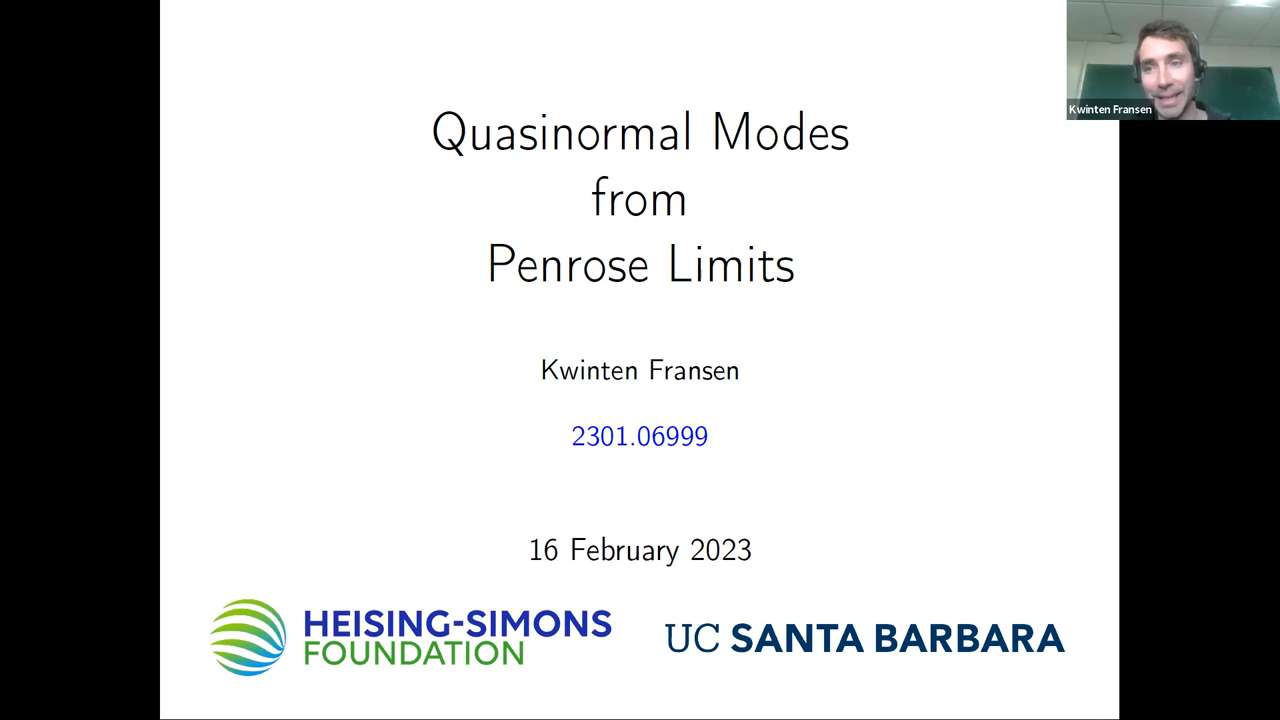 Quasinormal Modes
from
Penrose Limits
Kwinten Fransen
2301.06999
16 February 2023
HEISING-SIMONS
FOUNDATION
UC SANTA BARBARA
Kwinten Fransen